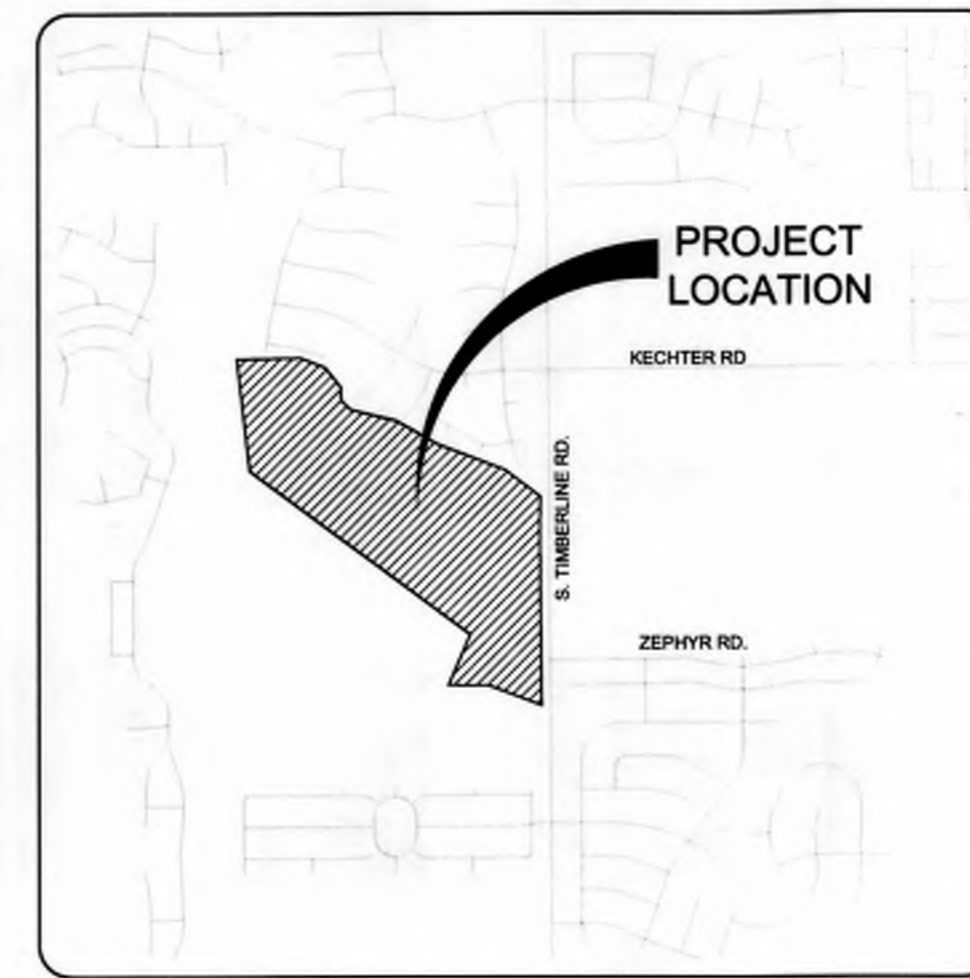 PROJECT
LOCATION
KECHTER RD
S. TIMBERLINE RD.
ZEPHYR RD.